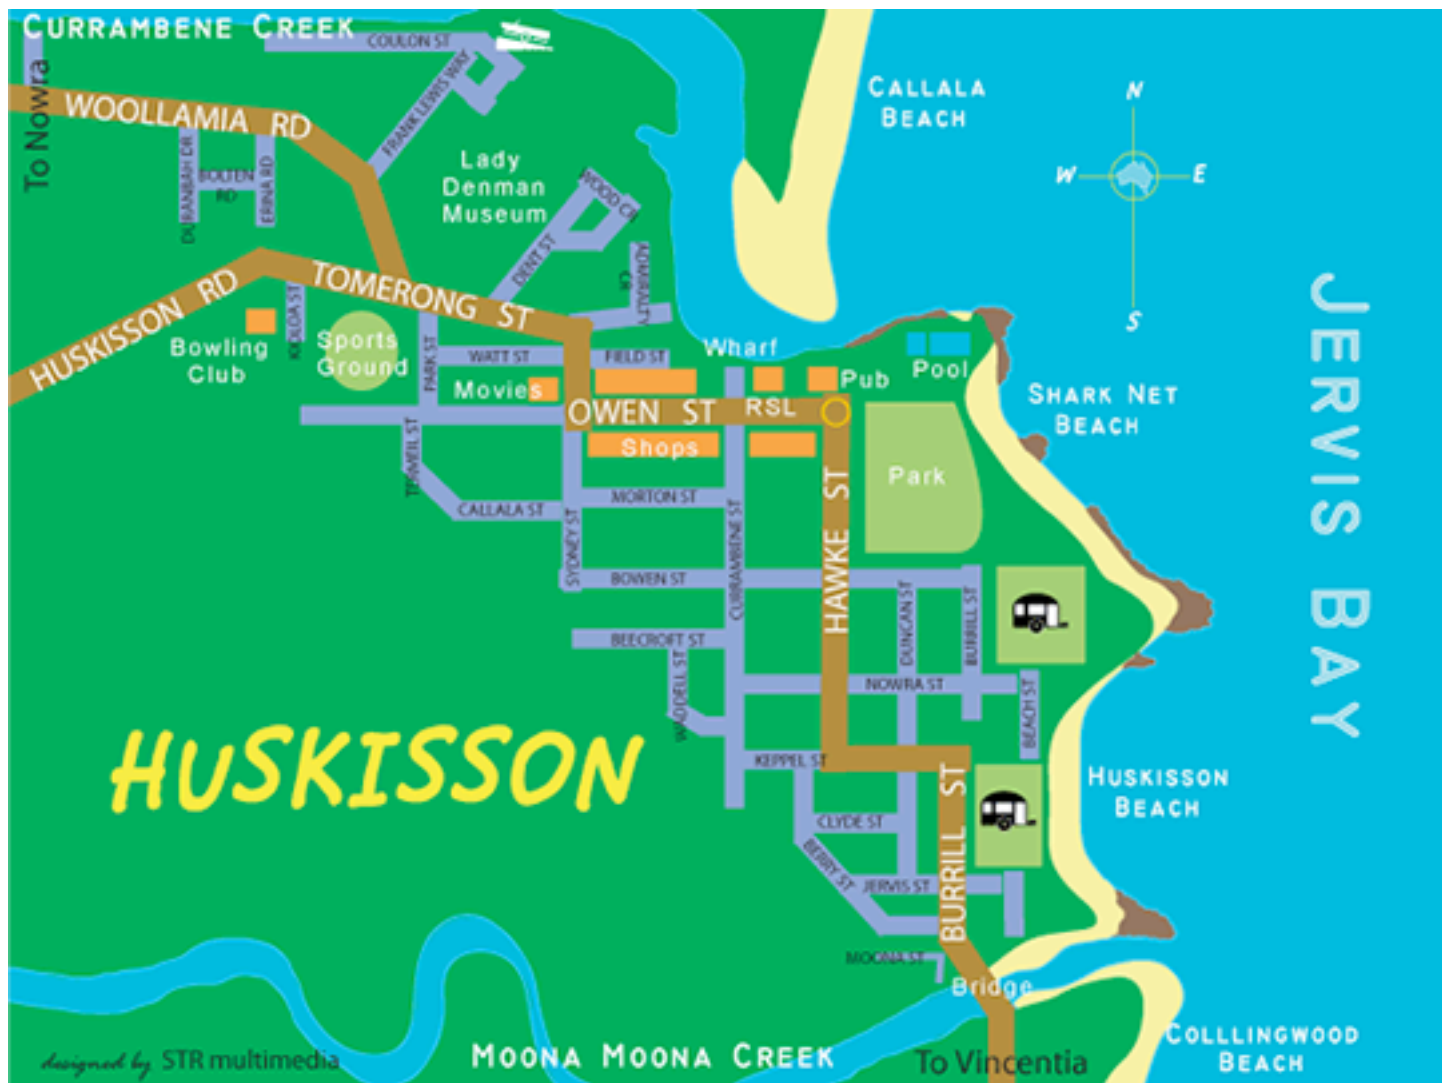 CURRAMBENE CREEK
COULON ST
To Nowra
WOOLLAMIA RD
FRANK LEWIS WAY
CALLALA
BEACH
N
W
E
S
DURANBAH DR
BOLTEN
RD
ERINA RD
Lady
Denman
Museum
WOOD CR
DENT ST
ADMIRALTY
CR
HUSKISSON RD
TOMERONG ST
KIOLOA ST
Bowling
Club
Sports
Ground
PARK ST
WATT ST
FIELD ST
Wharf
Movies
OWEN ST
RSL
Pub
Pool
SHARK NET
BEACH
JERVIS BAY
Shops
Park
TERMEIL ST
CALLALA ST
MORTON ST
SYDNEY ST
CURRAMBENE ST
HAWKE ST
BOWEN ST
DUNCAN ST
BURRILL ST
BEECROFT ST
WADDELL ST
NOWRA ST
BEACH ST
HUSKISSON
KEPPEL ST
HUSKISSON
BEACH
CLYDE ST
BERRY ST
JERVIS ST
BURRILL ST
MOONA ST
Bridge
COLLLINGWOOD
BEACH
MOONA MOONA CREEK
To Vincentia
designed by STR multimedia